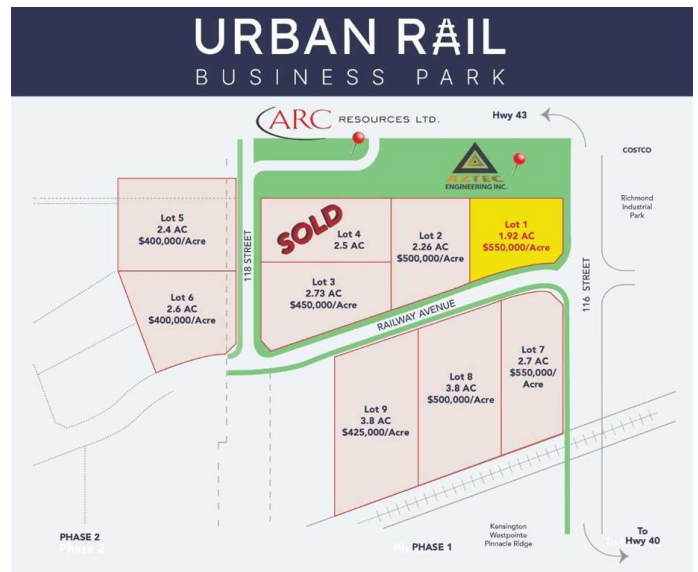 URBAN RAIL
BUSINESS PARK
ARC RESOURCES LTD.
Hwy 43
COSTCO
AZTEC
ENGINEERING INC.
Richmond
Industrial
Park
Lot 5
2.4 AC
$400,000/Acre
118 STREET
SOLD
Lot 4
2.5 AC
Lot 2
2.26 AC
$500,000/Acre
Lot 1
1.92 AC
$550,000/Acre
Lot 3
2.73 AC
$450,000/Acre
Lot 6
2.6 AC
$400,000/Acre
116 STREET
RAILWAY AVENUE
Lot 7
2.7 AC
$550,000/
Acre
Lot 8
3.8 AC
$500,000/Acre
Lot 9
3.8 AC
$425,000/Acre
PHASE 2
Phase 2
PHASE 1
Kensington
Westpointe
Pinnacle Ridge
To
Hwy 40